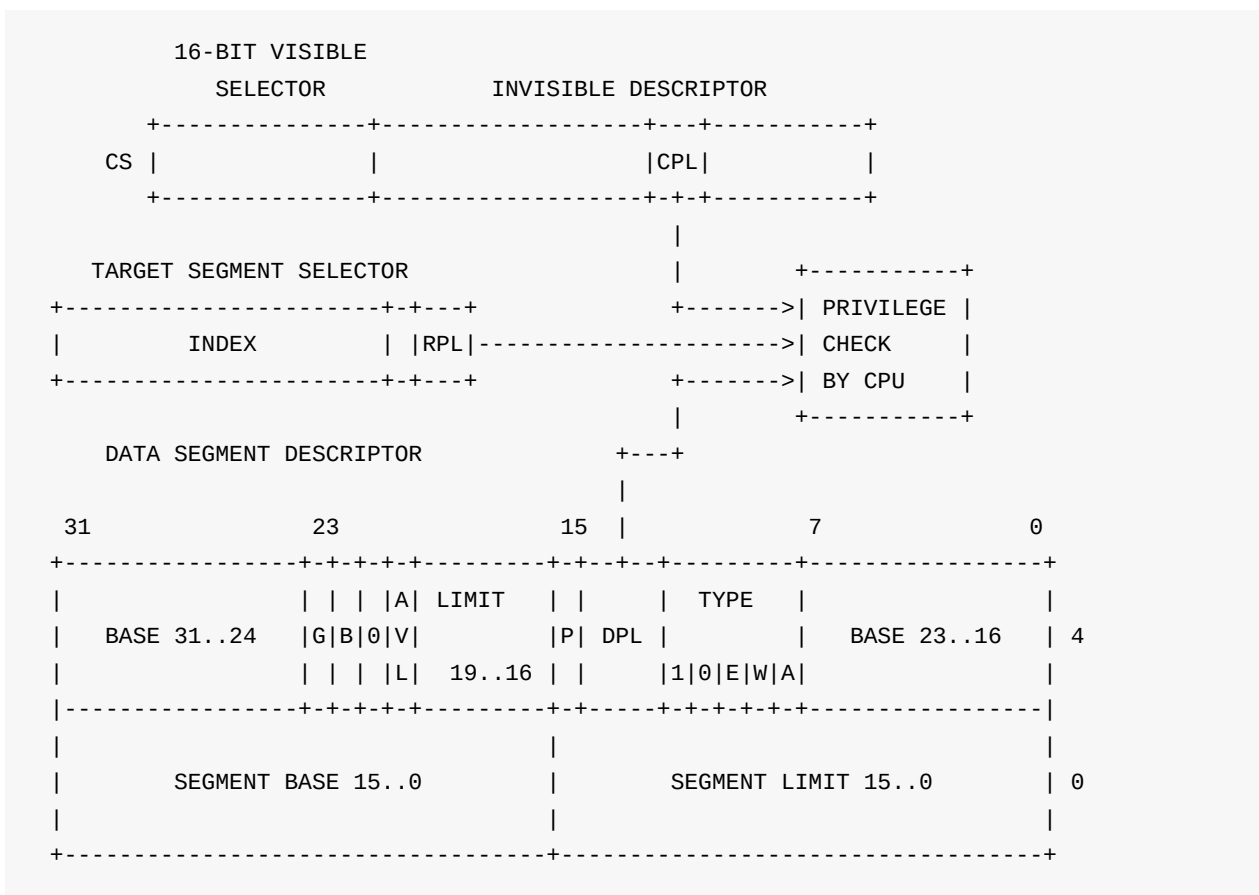 16-BIT VISIBLE
SELECTOR INVISIBLE DESCRIPTOR
+---------------+-------------------+---+-----------+
CS | | |CPL| |
+---------------+-------------------+-+-+-----------+
|
TARGET SEGMENT SELECTOR | +-----------+
+-----------------------+-+---+ +------->| PRIVILEGE |
| INDEX | |RPL|---------------------->| CHECK |
+-----------------------+-+---+ +------->| BY CPU |
| +-----------+
DATA SEGMENT DESCRIPTOR +---+
|
31 23 15 | 7 0
+-----------------+-+-+-+-+---------+-+--+--+---------+-----------------+
| | | | |A| LIMIT | | | TYPE | |
| BASE 31..24 |G|B|0|V| |P| DPL | | BASE 23..16 | 4
| | | | |L| 19..16 | | |1|0|E|W|A| |
|-----------------+-+-+-+-+---------+-+-----+-+-+-+-+-+-----------------|
| | |
| SEGMENT BASE 15..0 | SEGMENT LIMIT 15..0 | 0
| | |
+-----------------------------------+-----------------------------------+